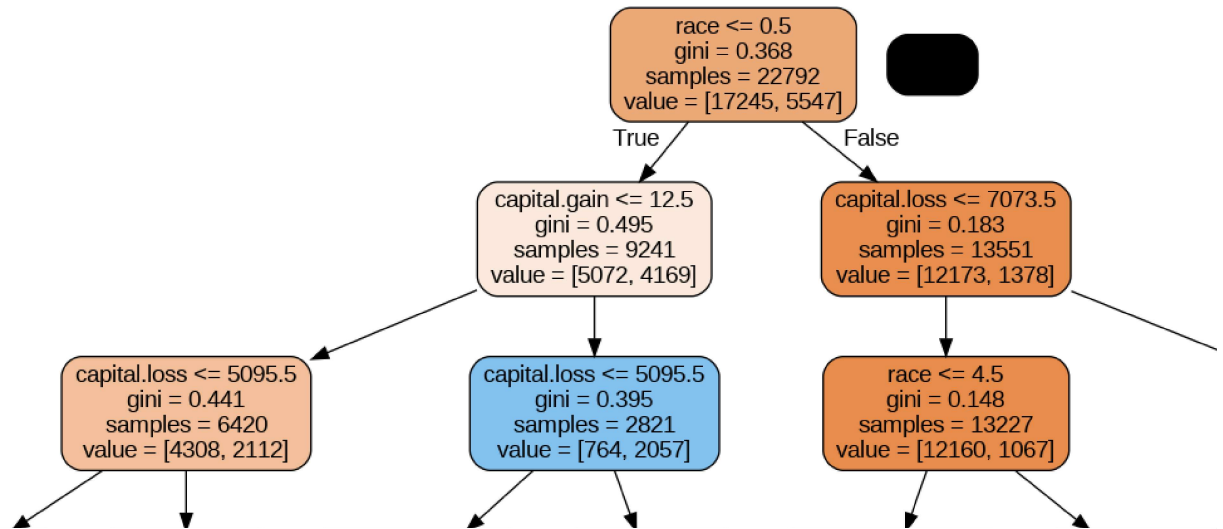 race <= 0.5
gini = 0.368
samples = 22792
value = [17245, 5547]
True
False
capital.gain <= 12.5
gini = 0.495
samples = 9241
value = [5072, 4169]
capital.loss <= 7073.5
gini = 0.183
samples = 13551
value = [12173, 1378]
capital.loss <= 5095.5
gini = 0.441
samples = 6420
value = [4308, 2112]
capital.loss <= 5095.5
gini = 0.395
samples = 2821
value = [764, 2057]
race <= 4.5
gini = 0.148
samples = 13227
value = [12160, 1067]